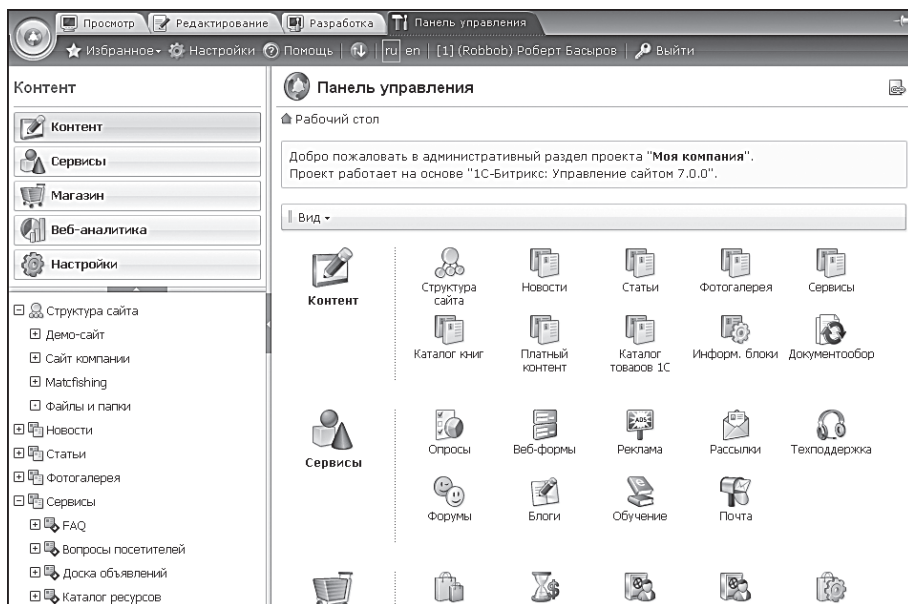 Просмотр Редактирование Разработка Панель управления
Избранное Настройки Помощь ru en [1] (Robbob) Роберт Басыров Выйти
Контент
Контент
Сервисы
Магазин
Веб-аналитика
Настройки
Структура сайта
Демо-сайт
Сайт компании
Matcfishing
Файлы и папки
Новости
Статьи
Фотогалерея
Сервисы
FAQ
Вопросы посетителей
Доска объявлений
Каталог ресурсов
Панель управления
Рабочий стол
Добро пожаловать в административный раздел проекта "Моя компания".
Проект работает на основе "1С-Битрикс: Управление сайтом 7.0.0".
Вид
Контент
Структура сайта Новости Статьи Фотогалерея Сервисы
Каталог книг Платный контент Каталог товаров 1С Информ. блоки Документообор
Сервисы
Опросы Веб-формы Реклама Рассылки Техподдержка
ADS
Форумы Блоги Обучение Почта